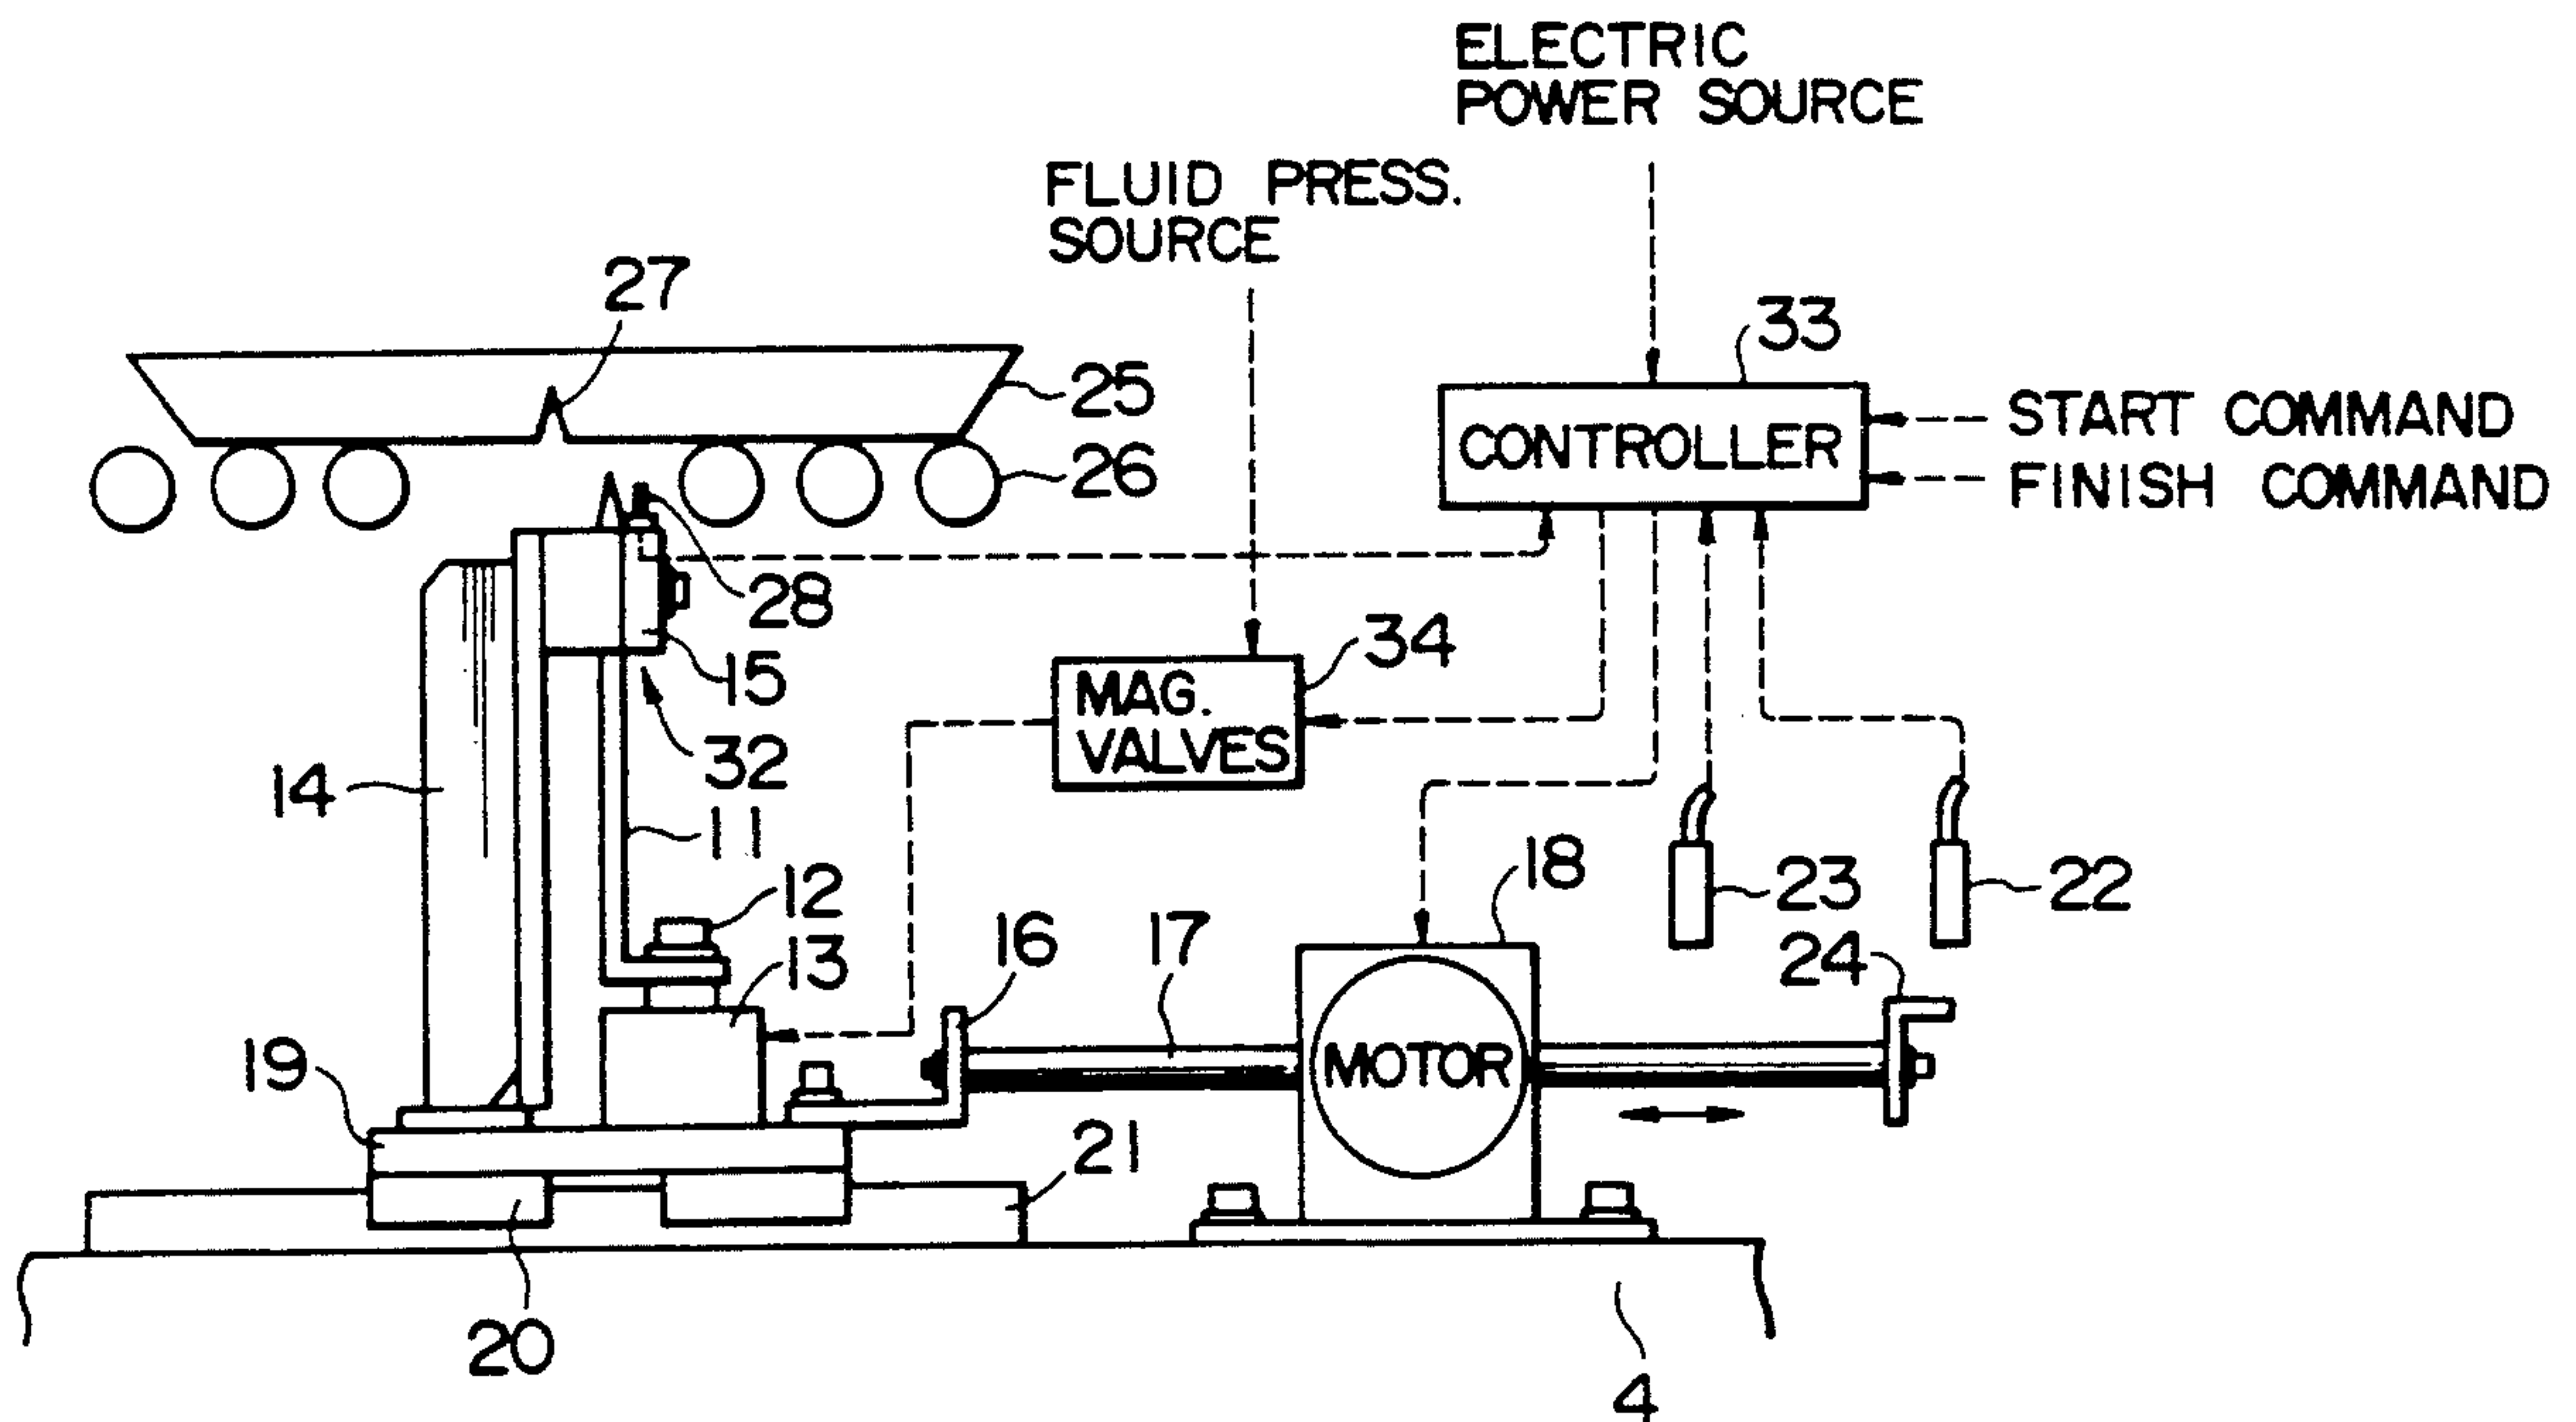 ELECTRIC
POWER SOURCE
FLUID PRESS.
SOURCE
27
33
25
START COMMAND
CONTROLLER
26
FINISH COMMAND
28
34
15
MAG.
VALVES
32
14
11
18
12
23
22
16
17
13
24
19
MOTOR
21
20
4